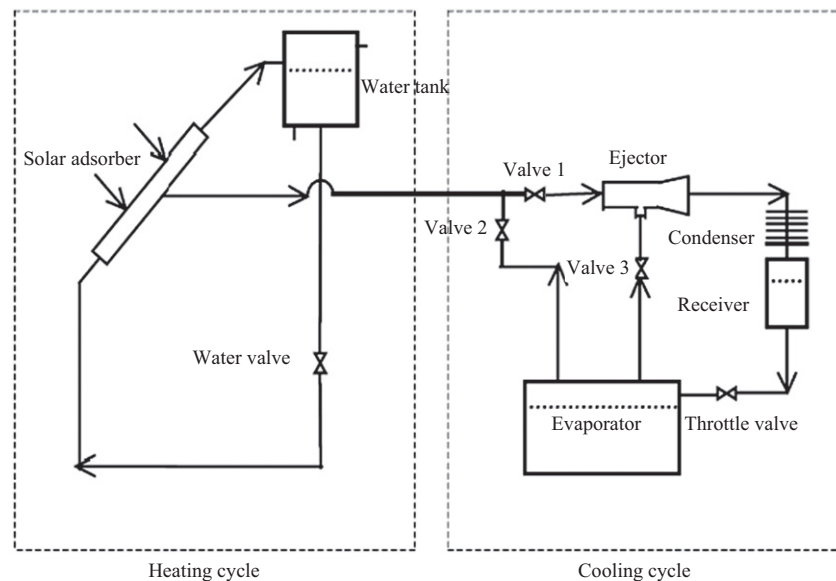 Water tank
Solar adsorber
Ejector
Valve 1
Valve 2
Condenser
Valve 3
Receiver
Water valve
Evaporator
Throttle valve
Heating cycle
Cooling cycle